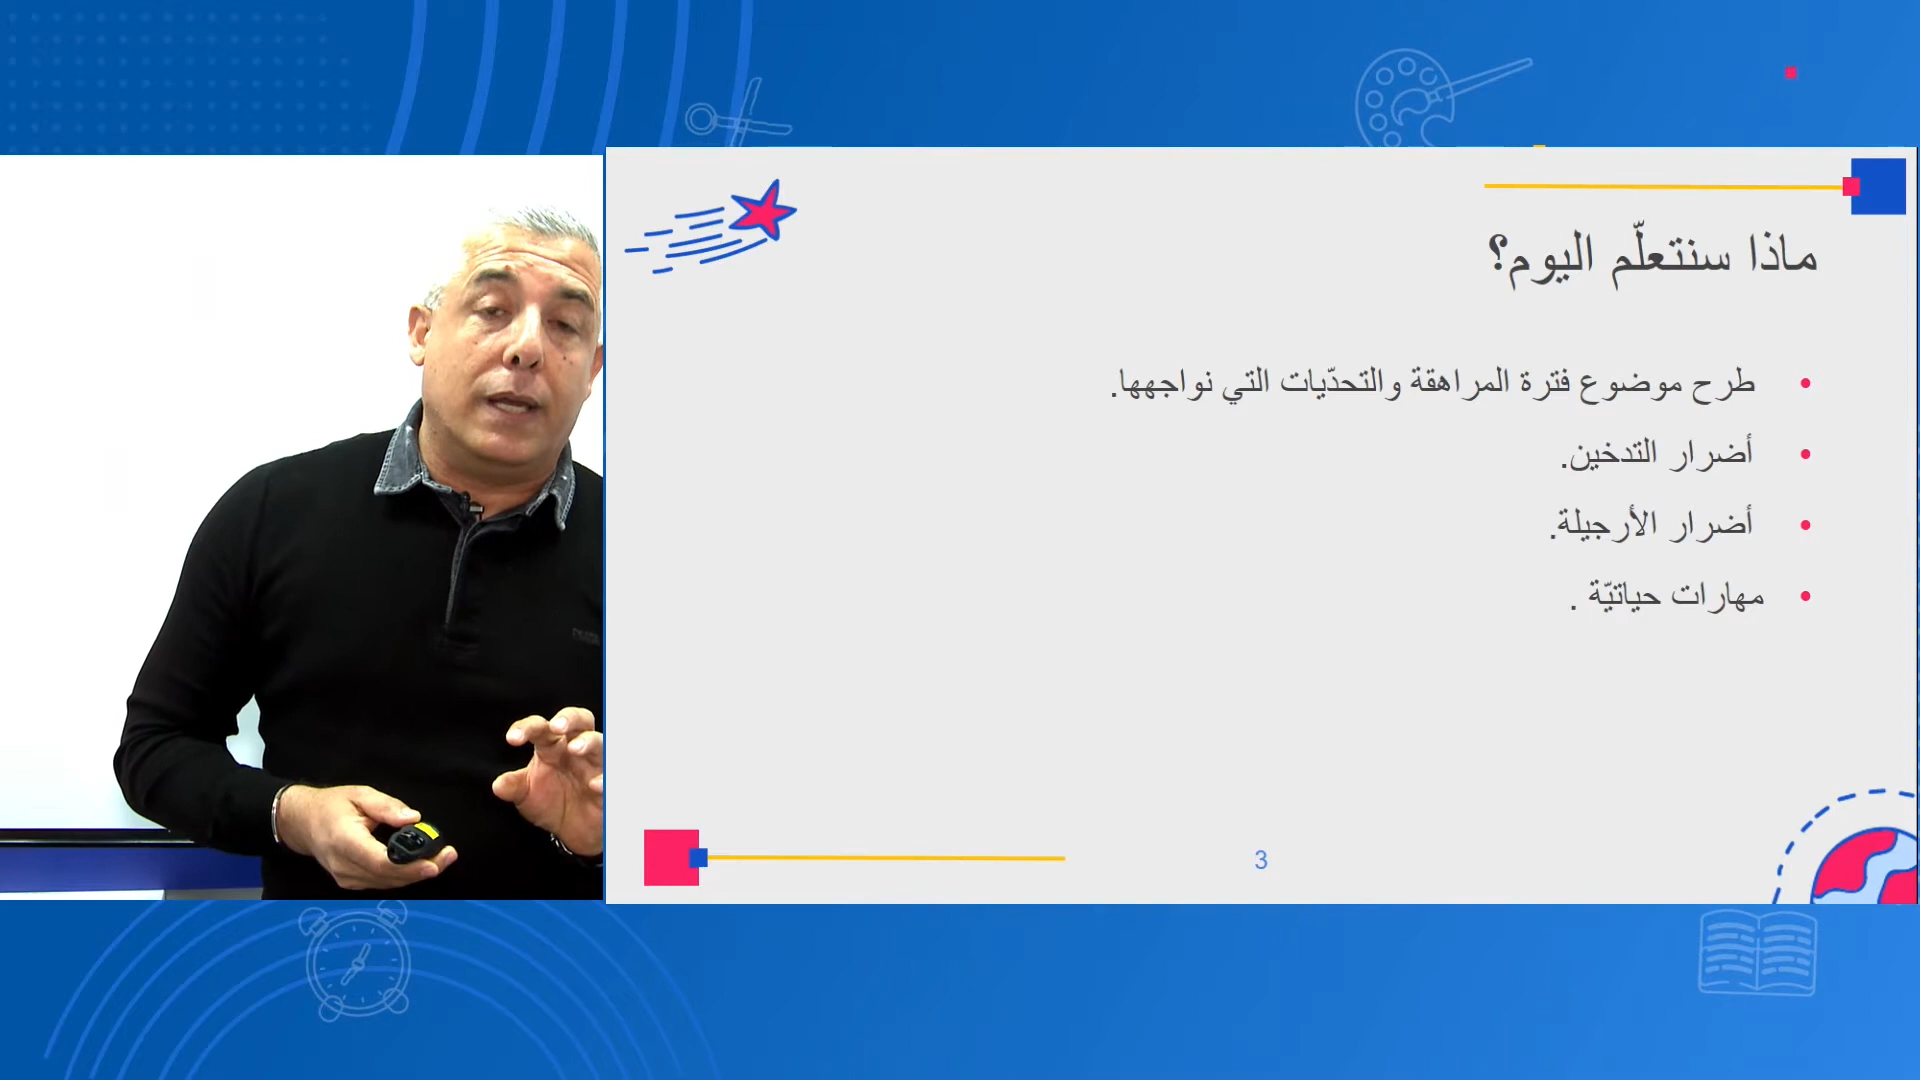 ماذا سنتعلّم اليوم؟
• طرح موضوع فترة المراهقة والتحدّيات التي نواجهها.
• أضرار التدخين.
• أضرار الأرجيلة.
• مهارات حياتيّة .
3